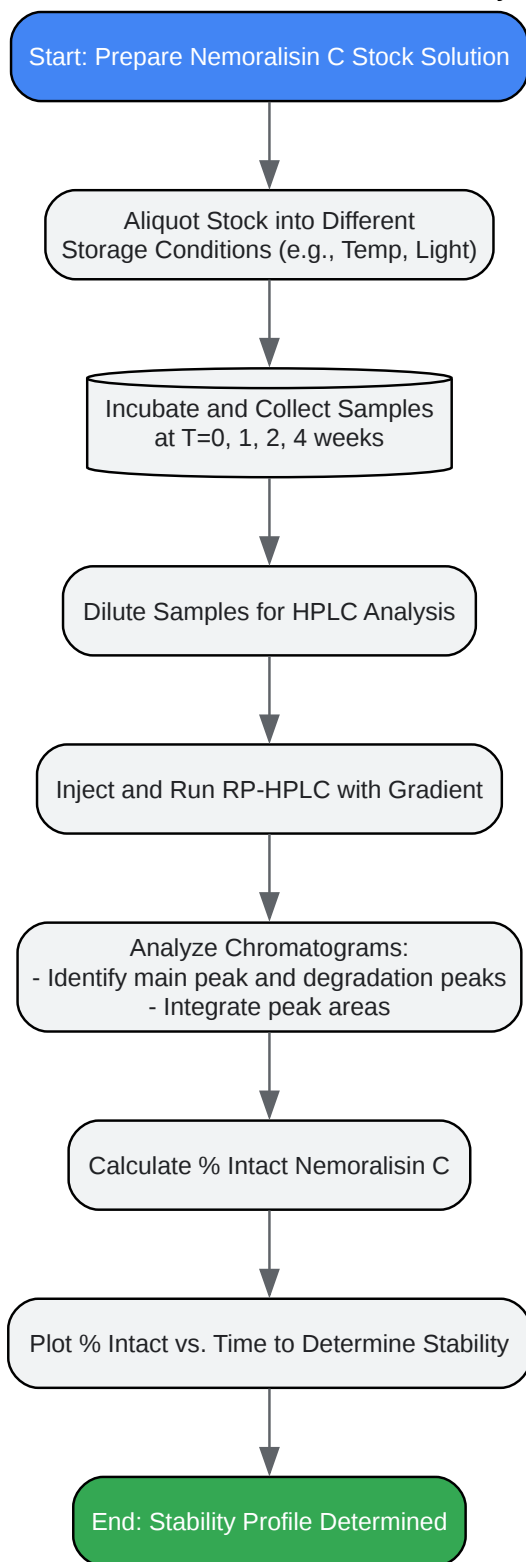 Start: Prepare Nemoralisin C Stock Solution
Aliquot Stock into Different
Storage Conditions (e.g., Temp, Light)
Incubate and Collect Samples
at T=0, 1, 2, 4 weeks
Dilute Samples for HPLC Analysis
Inject and Run RP-HPLC with Gradient
Analyze Chromatograms:
- Identify main peak and degradation peaks
- Integrate peak areas
Calculate % Intact Nemoralisin C
Plot % Intact vs. Time to Determine Stability
End: Stability Profile Determined